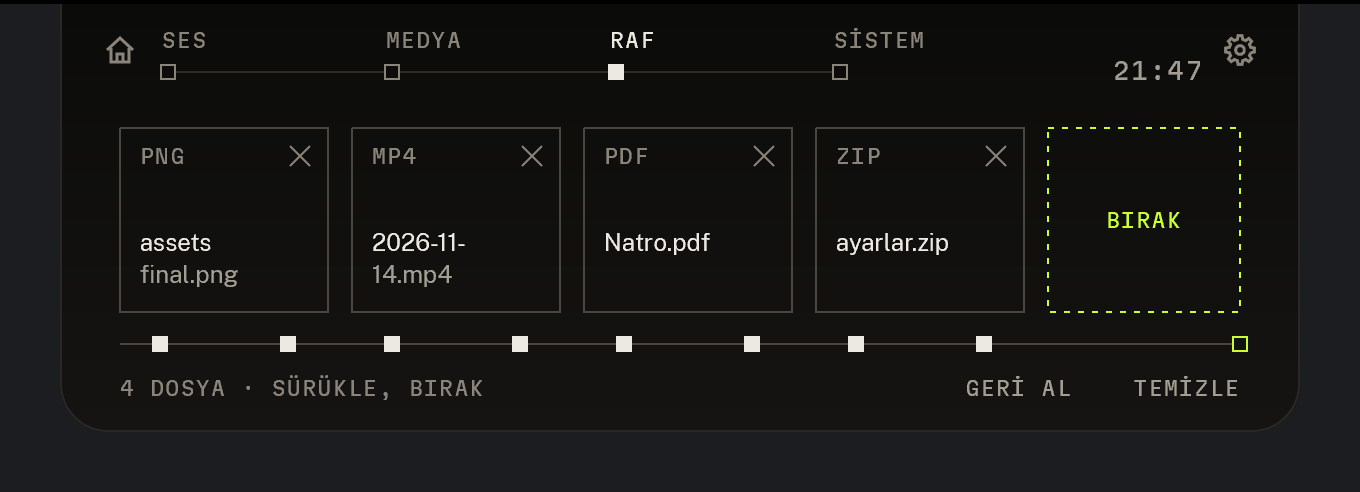 SES MEDYA RAF SİSTEM
21:47
PNG
assets
final.png
MP4
2026-11-
14.mp4
PDF
Natro.pdf
ZIP
ayarlar.zip
BIRAK
4 DOSYA · SÜRÜKLE, BIRAK GERİ AL TEMİZLE